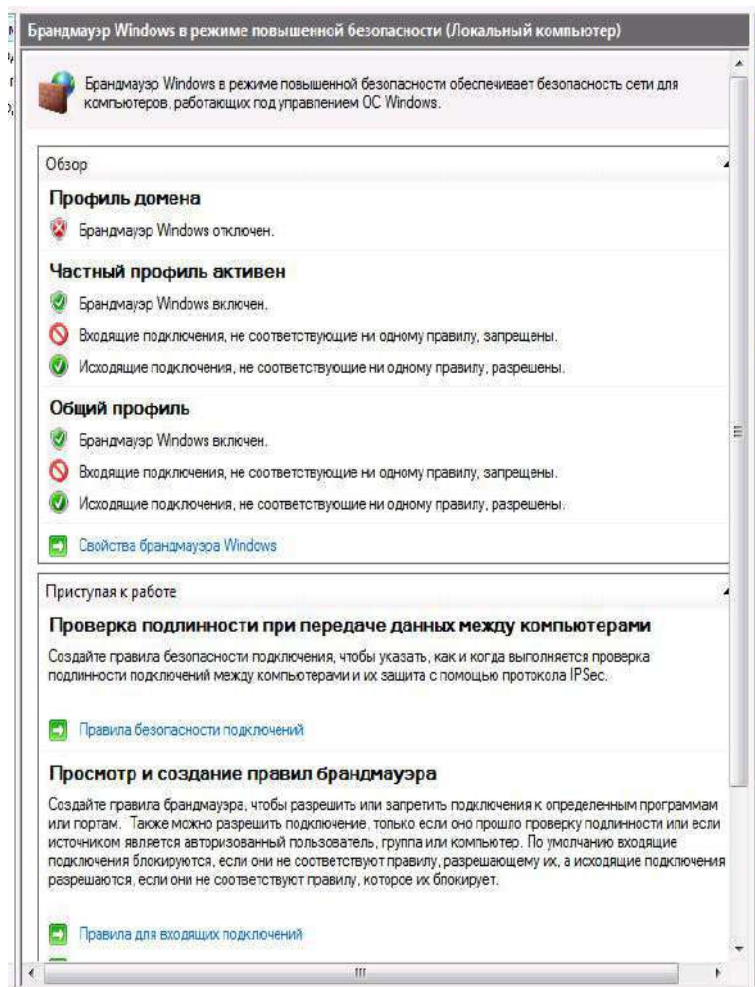 Брандмауэр Windows в режиме повышенной безопасности (Локальный компьютер)
Брандмауэр Windows в режиме повышенной безопасности обеспечивает безопасность сети для
компьютеров, работающих под управлением ОС Windows.
Обзор
Профиль домена
Брандмауэр Windows отключен.
Частный профиль активен
Брандмауэр Windows включен.
Входящие подключения, не соответствующие ни одному правилу, запрещены.
Исходящие подключения, не соответствующие ни одному правилу, разрешены.
Общий профиль
Брандмауэр Windows включен.
Входящие подключения, не соответствующие ни одному правилу, запрещены.
Исходящие подключения, не соответствующие ни одному правилу, разрешены.
Свойства брандмауэра Windows
Приступая к работе
Проверка подлинности при передаче данных между компьютерами
Создайте правила безопасности подключения, чтобы указать, как и когда выполняется проверка
подлинности подключений между компьютерами и их защита с помощью протокола IPSec.
Правила безопасности подключений
Просмотр и создание правил брандмауэра
Создайте правила брандмауэра, чтобы разрешить или запретить подключения к определенным программам
или портам. Также можно разрешить подключение, только если оно прошло проверку подлинности или если
источником является авторизованный пользователь, группа или компьютер. По умолчанию входящие
подключения блокируются, если они не соответствуют правилу, разрешающему их, а исходящие подключения
разрешаются, если они не соответствуют правилу, которое их блокирует.
Правила для входящих подключений